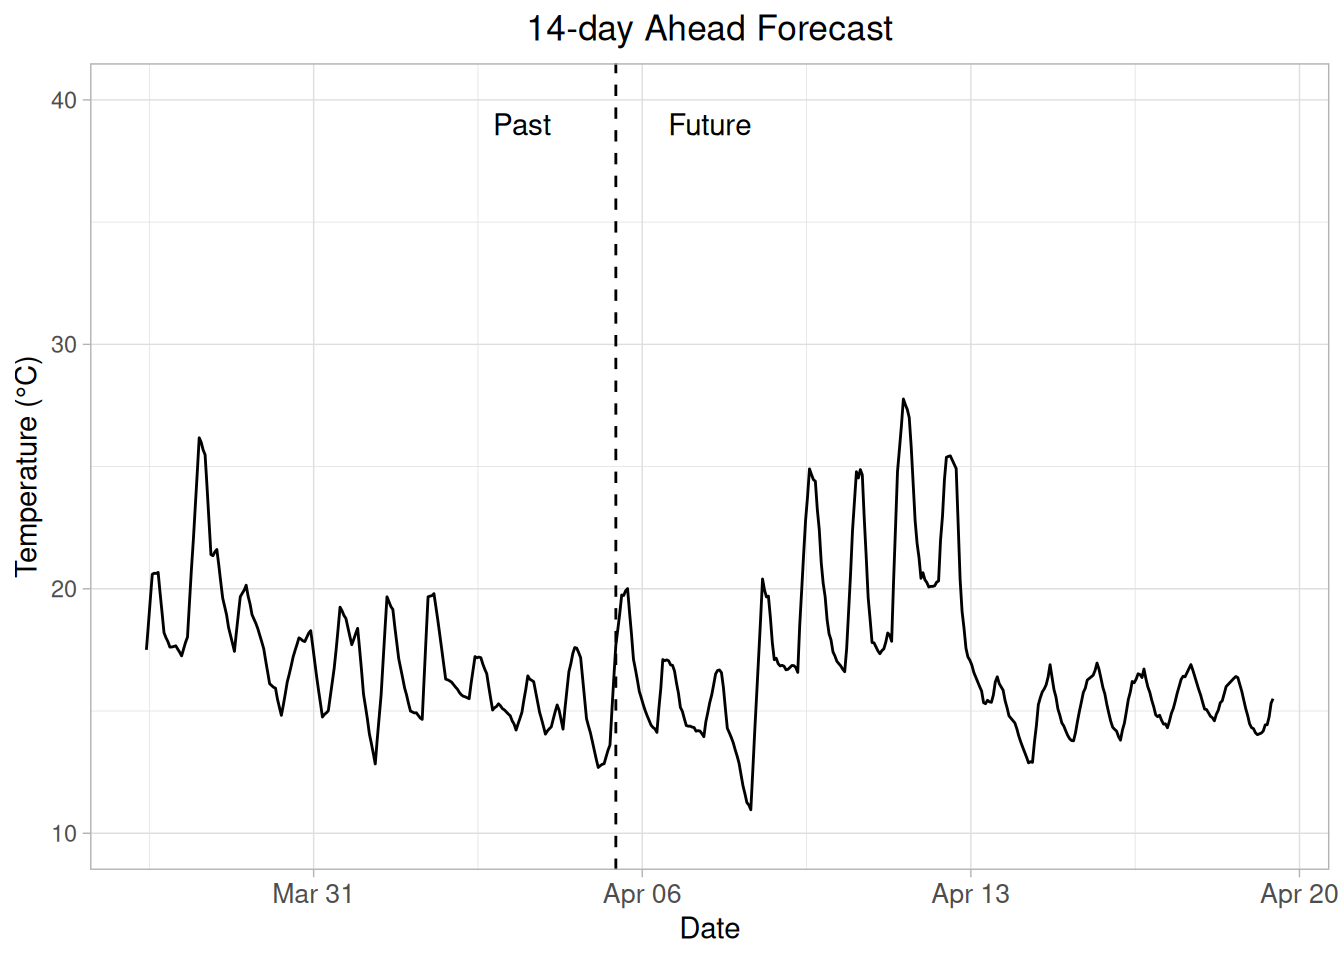 14-day Ahead Forecast
40
Past
Future
30
Temperature (°C)
20
10
Mar 31
Apr 06
Apr 13
Apr 20
Date